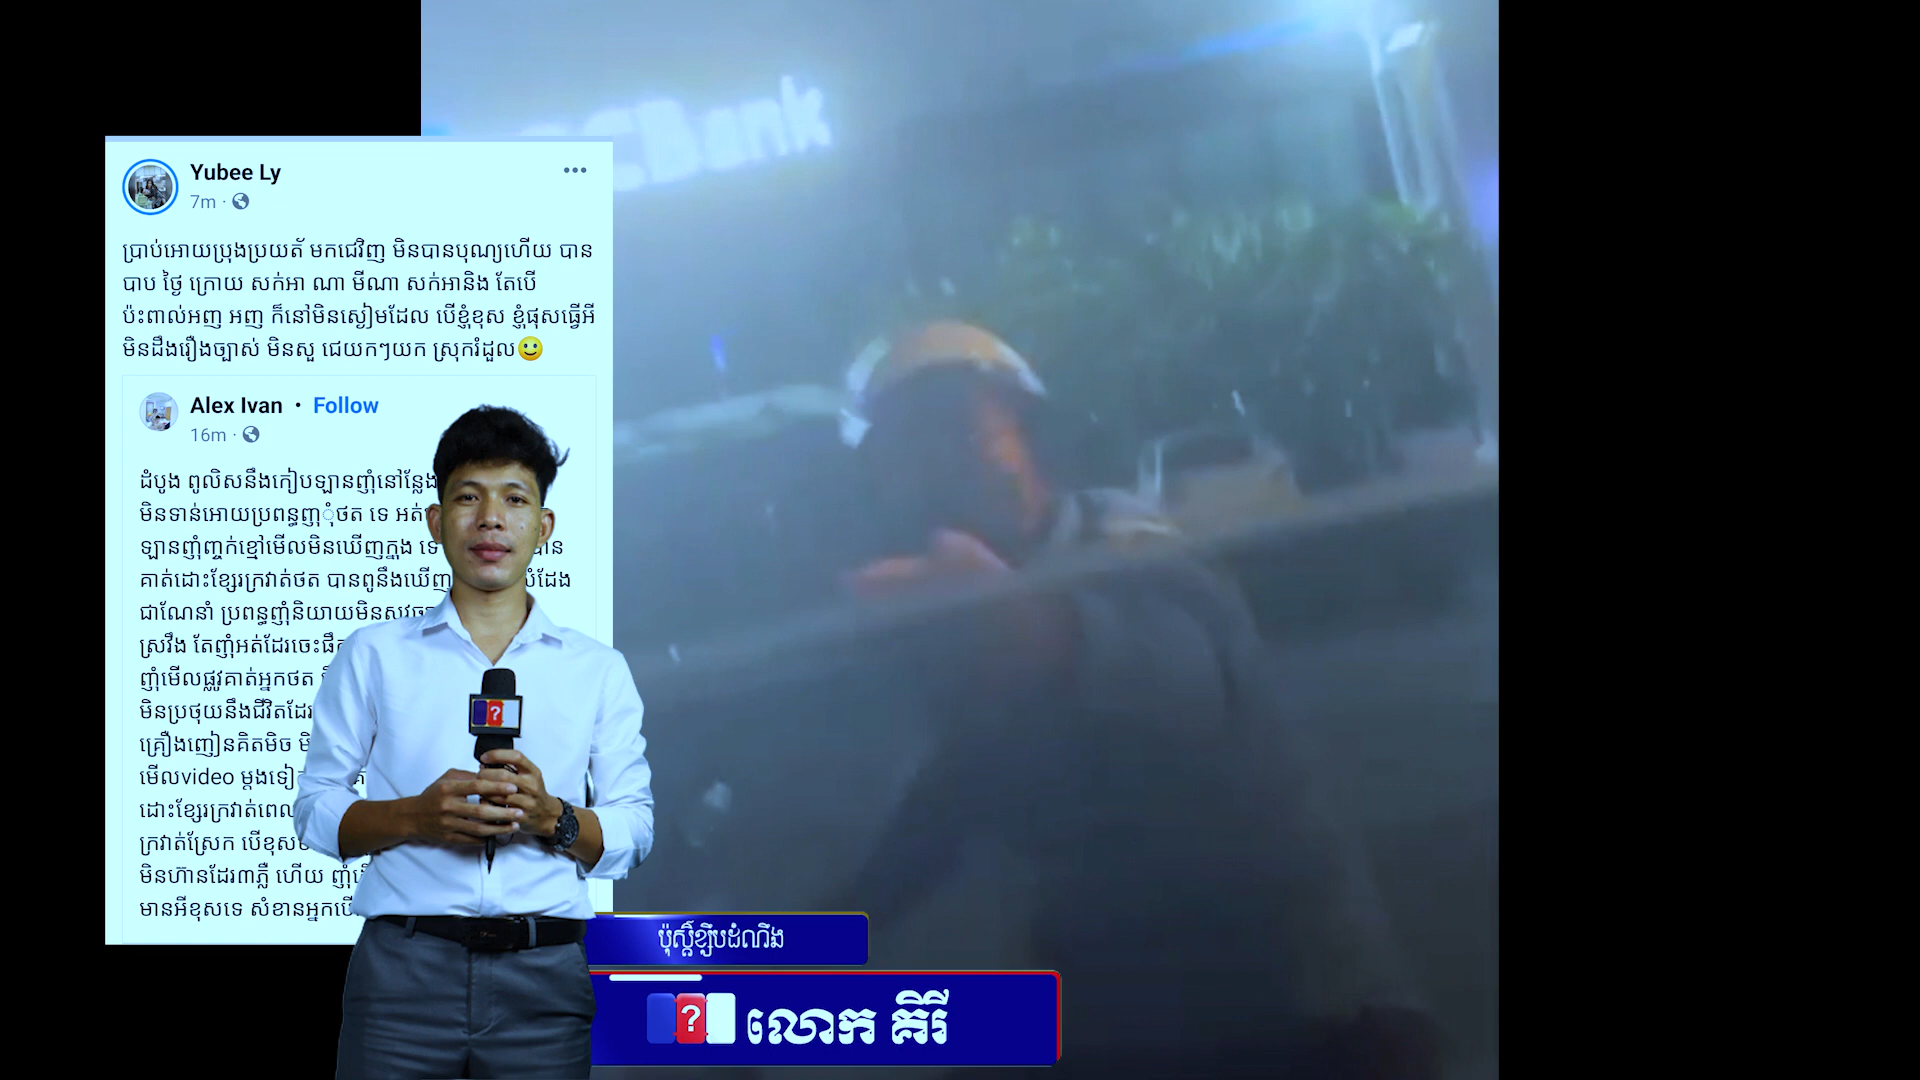 CBank
Yubee Ly
7m
ប្រាប់អោយប្រុងប្រយត័ មកជេវិញ មិនបានបុណ្យហើយ បាន
បាប ថ្ងៃ ក្រោយ សក់អា ណា មីណា សក់អានិង តែបើ
ប៉ះពាល់អញ អញ ក៏នៅមិនស្ងៀមដែល បើខ្ញុំខុស ខ្ញុំផុសធ្វើអី
មិនដឹងរឿងច្បាស់ មិនសួ ជេយកៗយក ស្រុករំដួល🙂
Alex Ivan · Follow
16m
ដំបូង ពូលិសនឹងកៀបឡានញុំនៅន្លែង
មិនទាន់អោយប្រពន្ធញុុំថត ទេ អត់
ឡានញុំញ្ចក់ខ្មៅមើលមិនឃើញក្នុង ទេ បាន
គាត់ដោះខ្សែរក្រវាត់ថត បានពូនឹងឃើញ សំដែង
ជាណែនាំ ប្រពន្ធញុំនិយាយមិនសូវ
ស្រវឹង តែញុំអត់ដែរចេះផឹក
ញុំមើលផ្លូវគាត់អ្នកថត
មិនប្រថុយនឹងជីវិតដែរ
គ្រឿងញៀនគិតមិច
មើលvideo ម្ដងទៀត
ដោះខ្សែរក្រវាត់ពេល
ក្រវាត់ស្រែក បើខុស
មិនហ៊ានដែរ៣ភ្លឺ ហើយ ញុំ
មានអីខុសទេ សំខានអ្នកបើ
?
ប៉ុស្តិ៍ខ្សឹបដំណឹង
? លោក គិរី